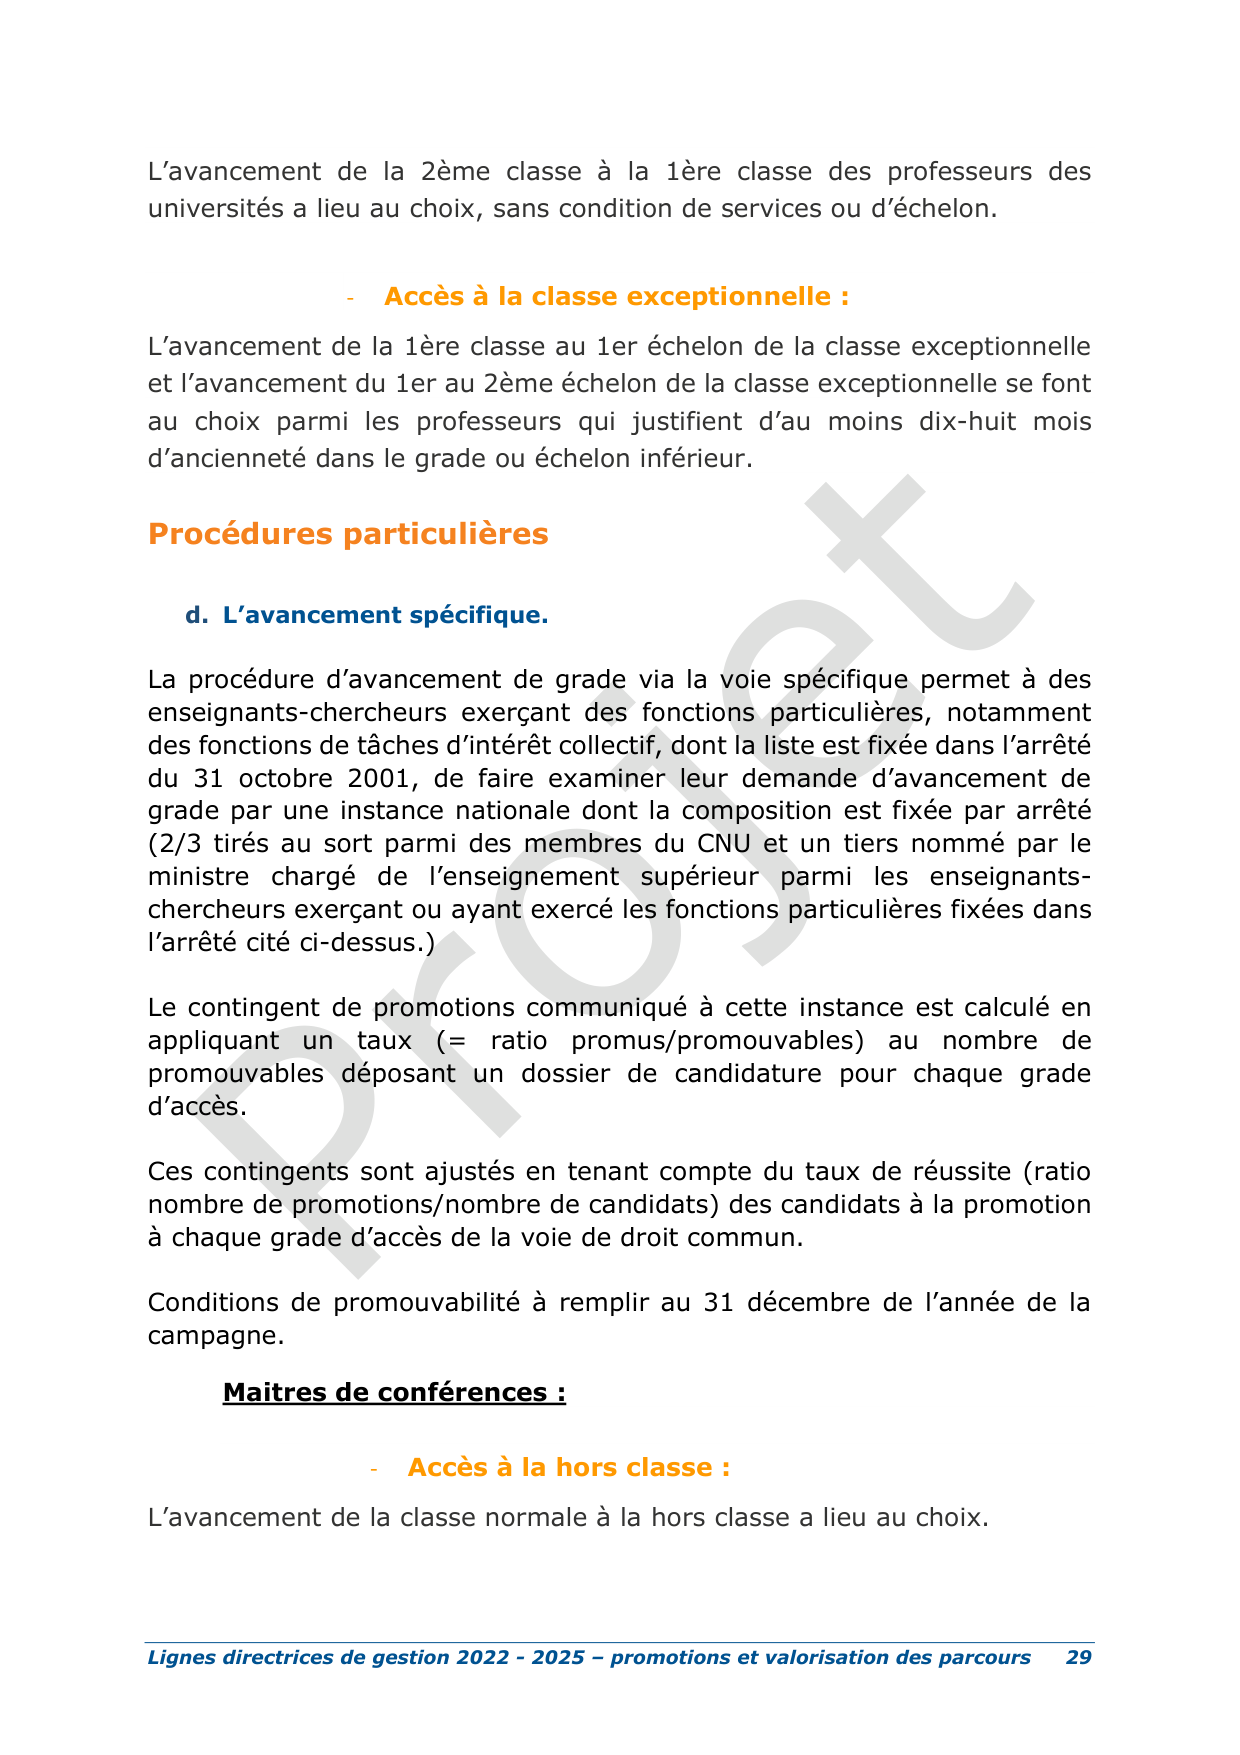 L’avancement de la 2ème classe à la 1ère classe des professeurs des
universités a lieu au choix, sans condition de services ou d’échelon.
- Accès à la classe exceptionnelle :
L’avancement de la 1ère classe au 1er échelon de la classe exceptionnelle
et l’avancement du 1er au 2ème échelon de la classe exceptionnelle se font
au choix parmi les professeurs qui justifient d’au moins dix-huit mois
d’ancienneté dans le grade ou échelon inférieur.
Procédures particulières
d. L’avancement spécifique.
La procédure d’avancement de grade via la voie spécifique permet à des
enseignants-chercheurs exerçant des fonctions particulières, notamment
des fonctions de tâches d’intérêt collectif, dont la liste est fixée dans l’arrêté
du 31 octobre 2001, de faire examiner leur demande d’avancement de
grade par une instance nationale dont la composition est fixée par arrêté
(2/3 tirés au sort parmi des membres du CNU et un tiers nommé par le
ministre chargé de l’enseignement supérieur parmi les enseignants-
chercheurs exerçant ou ayant exercé les fonctions particulières fixées dans
l’arrêté cité ci-dessus.)
Le contingent de promotions communiqué à cette instance est calculé en
appliquant un taux (= ratio promus/promouvables) au nombre de
promouvables déposant un dossier de candidature pour chaque grade
d’accès.
Ces contingents sont ajustés en tenant compte du taux de réussite (ratio
nombre de promotions/nombre de candidats) des candidats à la promotion
à chaque grade d’accès de la voie de droit commun.
Conditions de promouvabilité à remplir au 31 décembre de l’année de la
campagne.
Maitres de conférences :
- Accès à la hors classe :
L’avancement de la classe normale à la hors classe a lieu au choix.
Lignes directrices de gestion 2022 - 2025 – promotions et valorisation des parcours 29
Projet